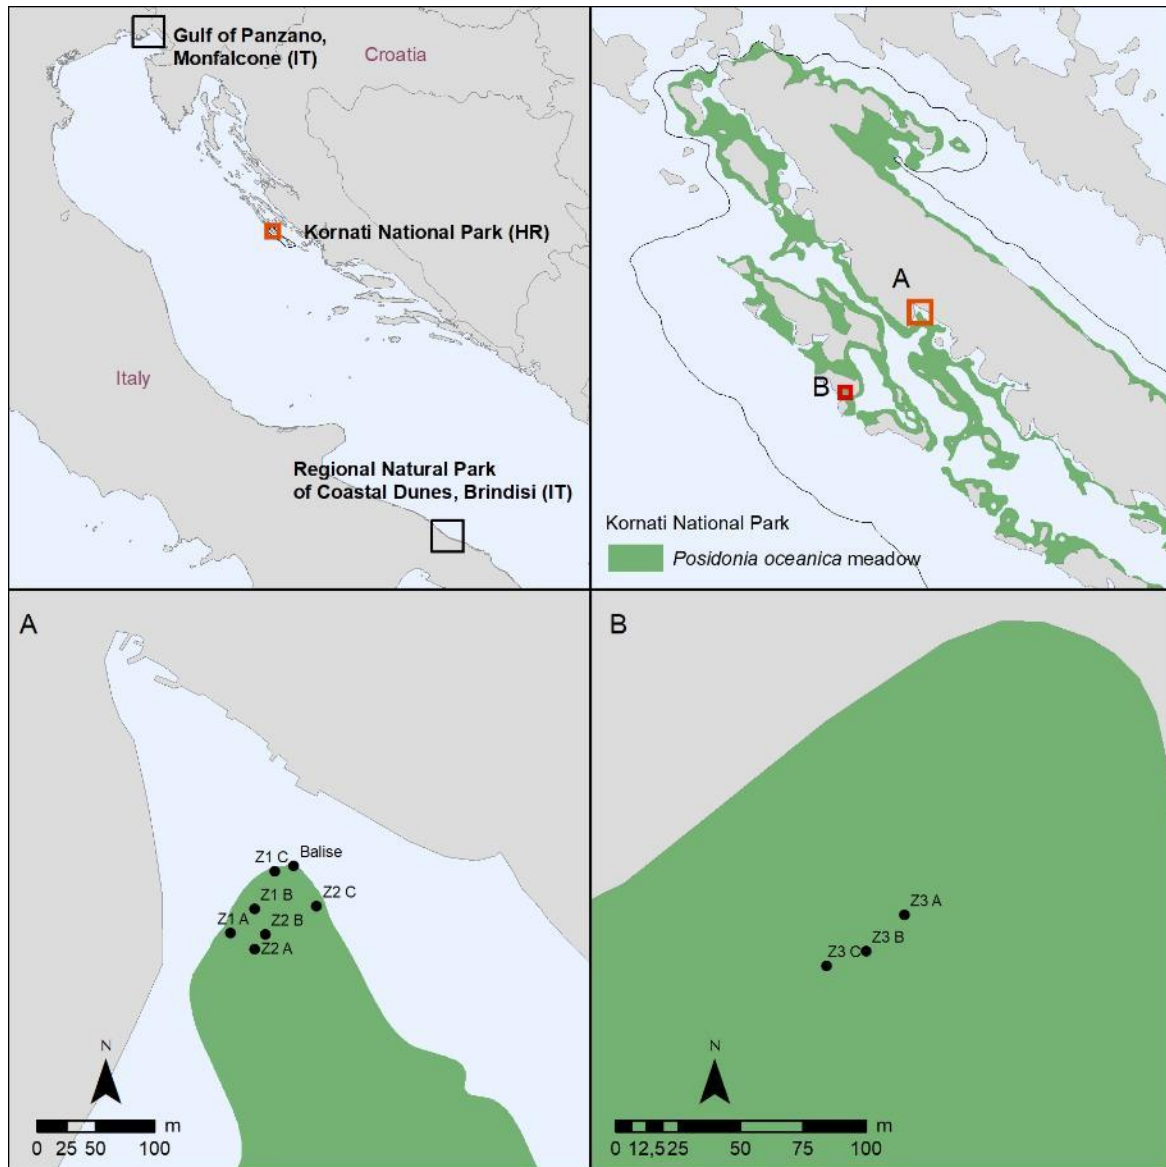 Gulf of Panzano,
Monfalcone (IT)
Croatia
Kornati National Park (HR)
Italy
Regional Natural Park
of Coastal Dunes, Brindisi (IT)
A
B
Kornati National Park
Posidonia oceanica meadow
A
Z1 C
Balise
Z1 B
Z2 C
Z1 A
Z2 B
Z2 A
N
m
0 25 50 100
B
Z3 A
Z3 B
Z3 C
N
m
0 12,5 25 50 100